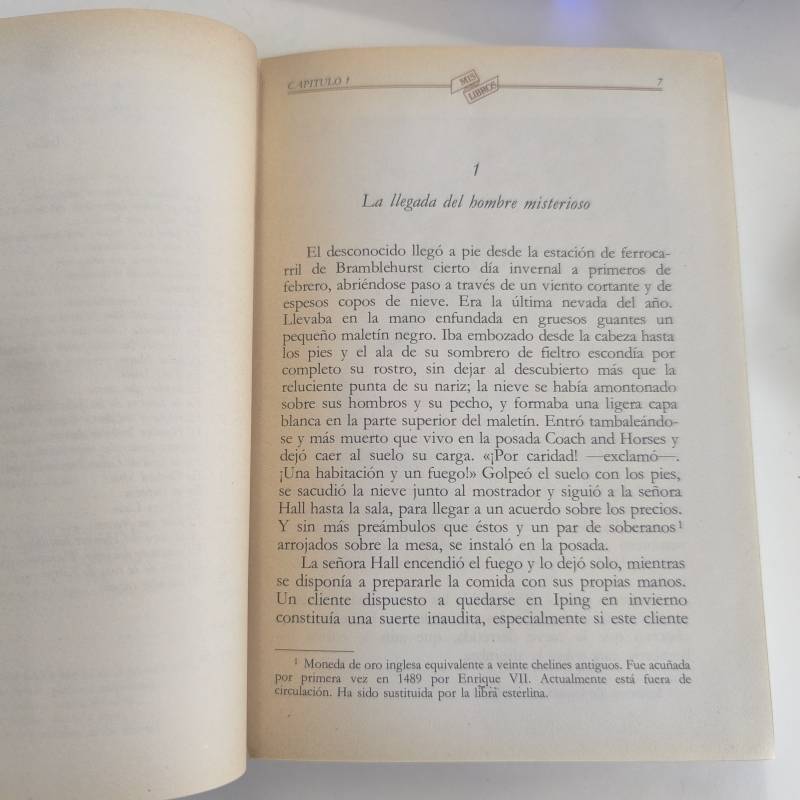 CAPITULO 1
MIS
LIBROS
7
1
La llegada del hombre misterioso
El desconocido llegó a pie desde la estación de ferroca-
rril de Bramblehurst cierto día invernal a primeros de
febrero, abriéndose paso a través de un viento cortante y de
espesos copos de nieve. Era la última nevada del año.
Llevaba en la mano enfundada en gruesos guantes un
pequeño maletín negro. Iba embozado desde la cabeza hasta
los pies y el ala de su sombrero de fieltro escondía por
completo su rostro, sin dejar al descubierto más que la
reluciente punta de su nariz; la nieve se había amontonado
sobre sus hombros y su pecho, y formaba una ligera capa
blanca en la parte superior del maletín. Entró tambaleándo-
se y más muerto que vivo en la posada Coach and Horses y
dejó caer al suelo su carga. «¡Por caridad! —exclamó—.
¡Una habitación y un fuego!» Golpeó el suelo con los pies,
se sacudió la nieve junto al mostrador y siguió a la señora
Hall hasta la sala, para llegar a un acuerdo sobre los precios.
Y sin más preámbulos que éstos y un par de soberanos¹
arrojados sobre la mesa, se instaló en la posada.
La señora Hall encendió el fuego y lo dejó solo, mientras
se disponía a prepararle la comida con sus propias manos.
Un cliente dispuesto a quedarse en Iping en invierno
constituía una suerte inaudita, especialmente si este cliente
¹ Moneda de oro inglesa equivalente a veinte chelines antiguos. Fue acuñada
por primera vez en 1489 por Enrique VII. Actualmente está fuera de
circulación. Ha sido sustituida por la libra esterlina.